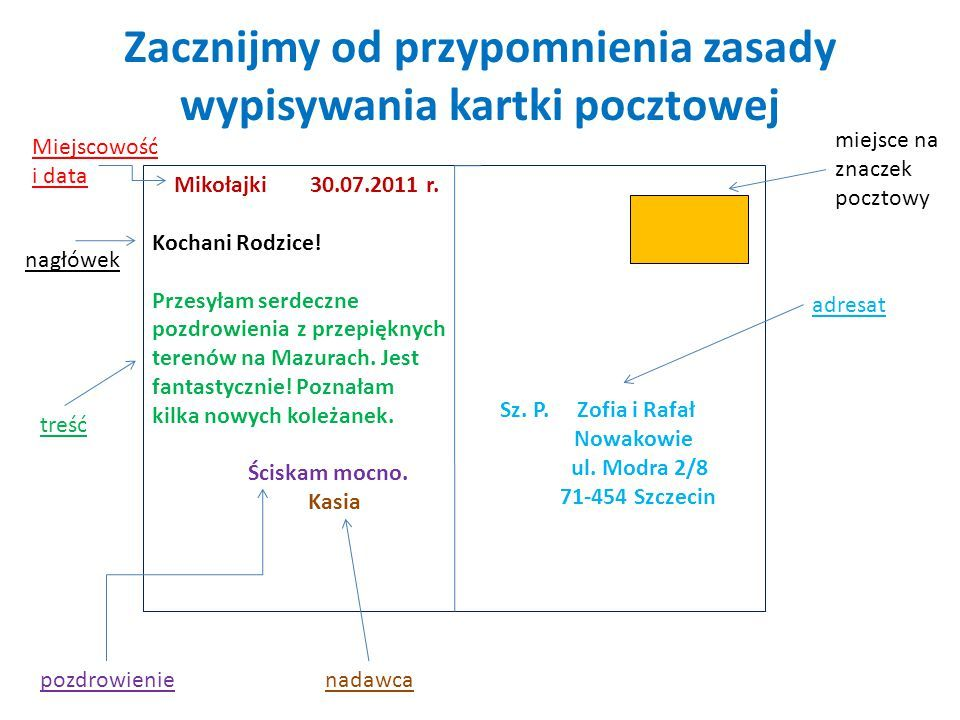 Zacznijmy od przypomnienia zasady
wypisywania kartki pocztowej
Miejscowość
i data
miejsce na
znaczek
pocztowy
Mikołajki 30.07.2011 r.
nagłówek
Kochani Rodzice!
Przesyłam serdeczne
pozdrowienia z przepięknych
terenów na Mazurach. Jest
fantastycznie! Poznałam
kilka nowych koleżanek.
treść
Ściskam mocno.
Kasia
adresat
Sz. P. Zofia i Rafał
Nowakowie
ul. Modra 2/8
71-454 Szczecin
pozdrowienie
nadawca